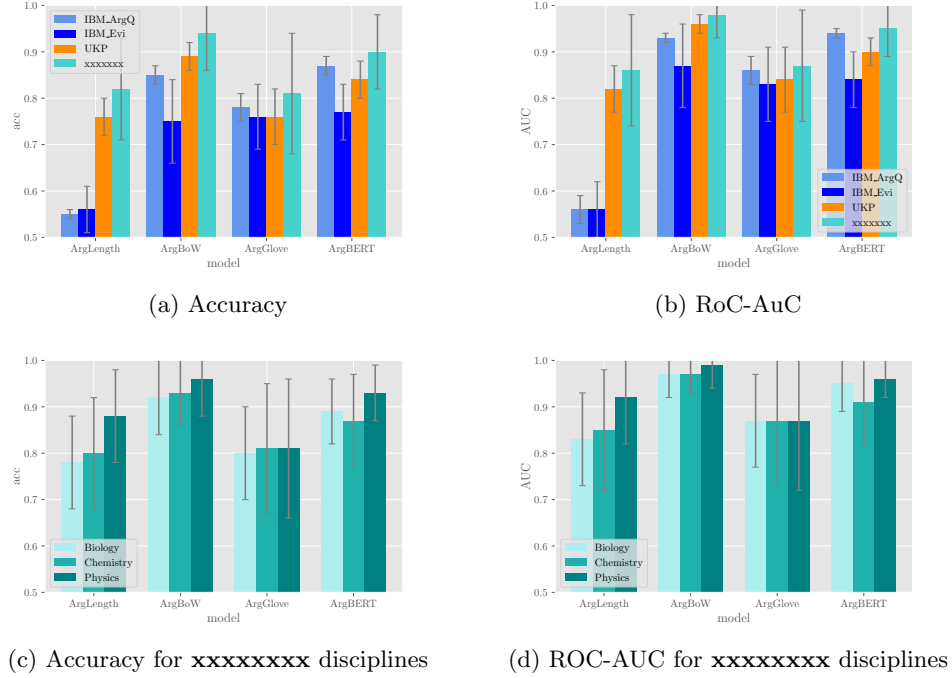 1.0
0.9
0.8
0.7
0.6
0.5
acc
IBM_ArgQ
IBM_Evi
UKP
xxxxxxx
ArgLength ArgBoW ArgGlove ArgBERT
model
(a) Accuracy
1.0
0.9
0.8
0.7
0.6
0.5
AUC
IBM_ArgQ
IBM_Evi
UKP
xxxxxxx
ArgLength ArgBoW ArgGlove ArgBERT
model
(b) RoC-AuC
1.0
0.9
0.8
0.7
0.6
0.5
acc
Biology
Chemistry
Physics
ArgLength ArgBoW ArgGlove ArgBERT
model
(c) Accuracy for xxxxxxxx disciplines
1.0
0.9
0.8
0.7
0.6
0.5
AUC
Biology
Chemistry
Physics
ArgLength ArgBoW ArgGlove ArgBERT
model
(d) ROC-AUC for xxxxxxxx disciplines